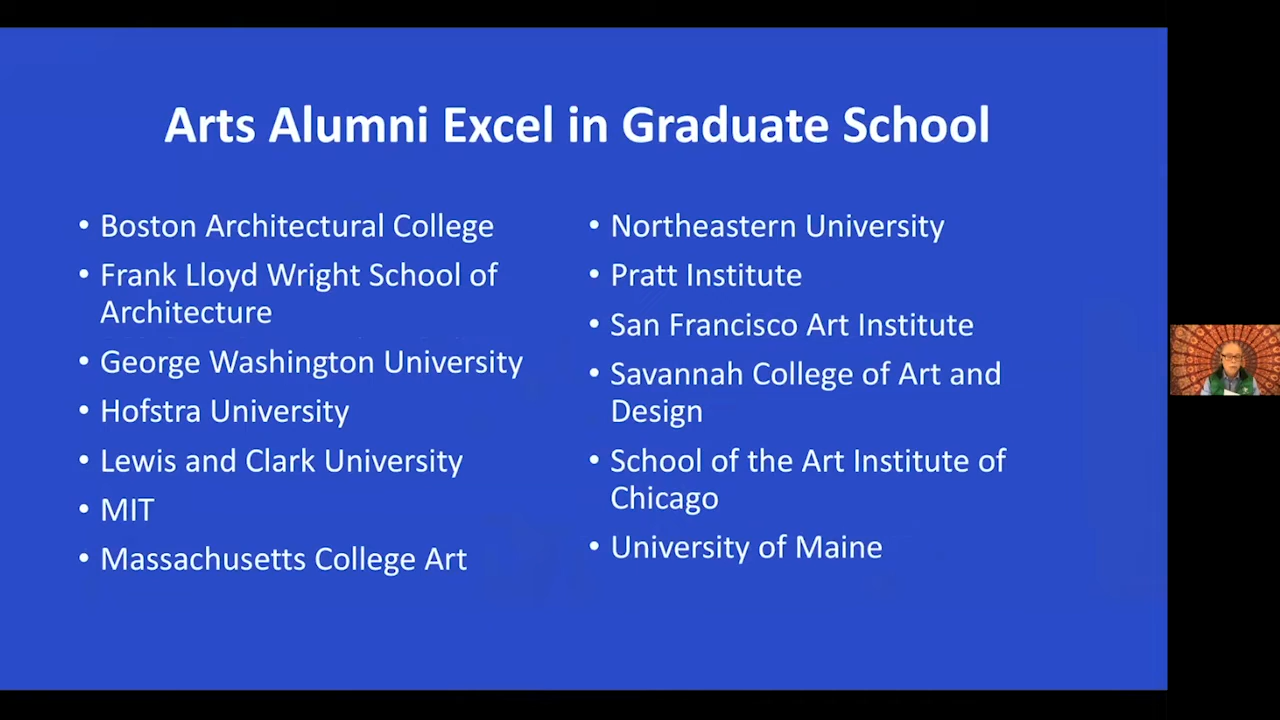 Arts Alumni Excel in Graduate School
• Boston Architectural College
• Frank Lloyd Wright School of
Architecture
• George Washington University
• Hofstra University
• Lewis and Clark University
• MIT
• Massachusetts College Art
• Northeastern University
• Pratt Institute
• San Francisco Art Institute
• Savannah College of Art and
Design
• School of the Art Institute of
Chicago
• University of Maine